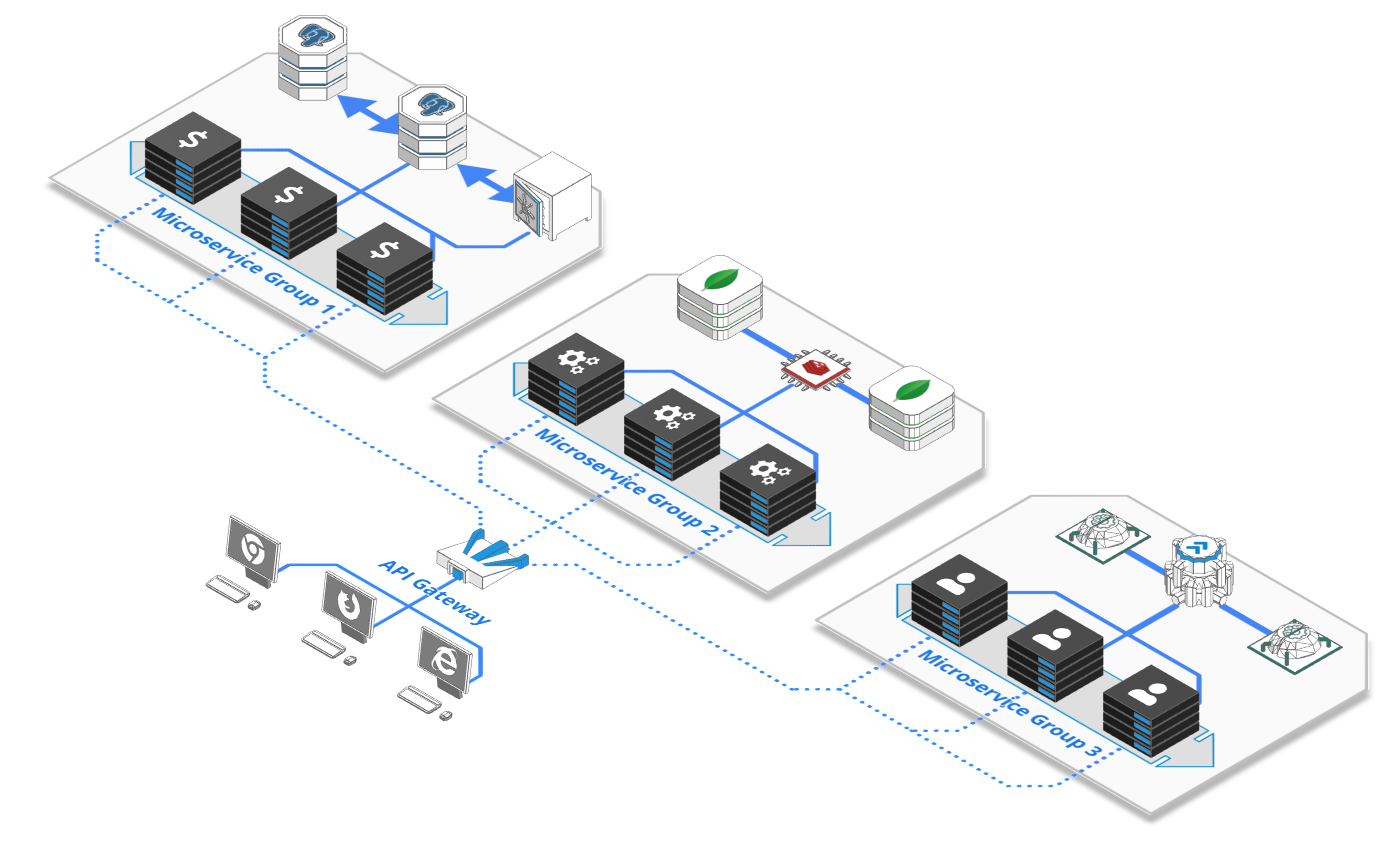 $
$
$
Microservice Group 1
Microservice Group 2
API Gateway
Microservice Group 3